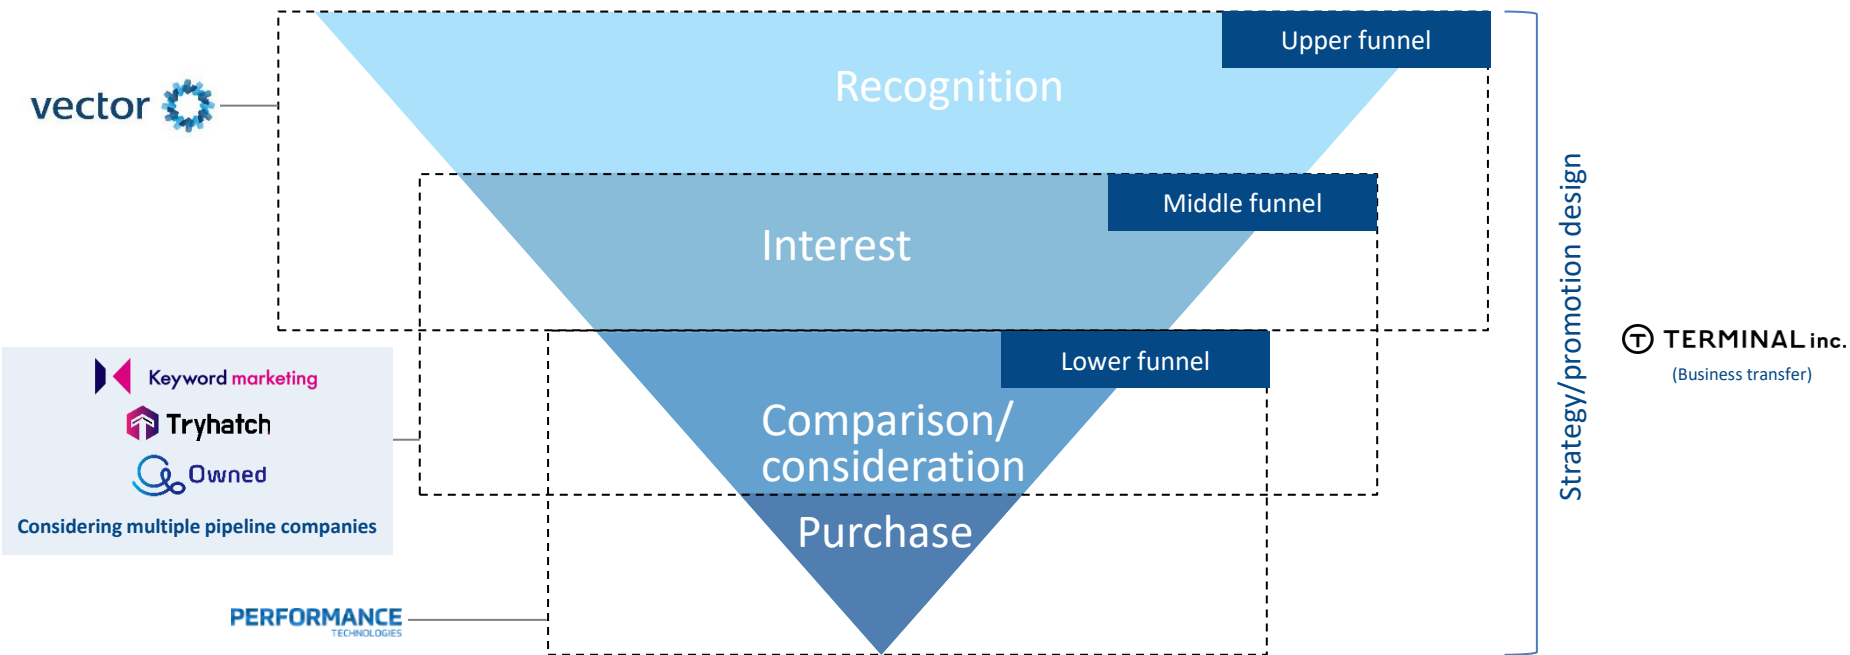 Upper funnel
Recognition
vector
Middle funnel
Interest
Lower funnel
Comparison/
consideration
Purchase
Keyword marketing
Tryhatch
Owned
Considering multiple pipeline companies
PERFORMANCE
TECHNOLOGIES
Strategy/promotion design
TERMINAL inc.
(Business transfer)